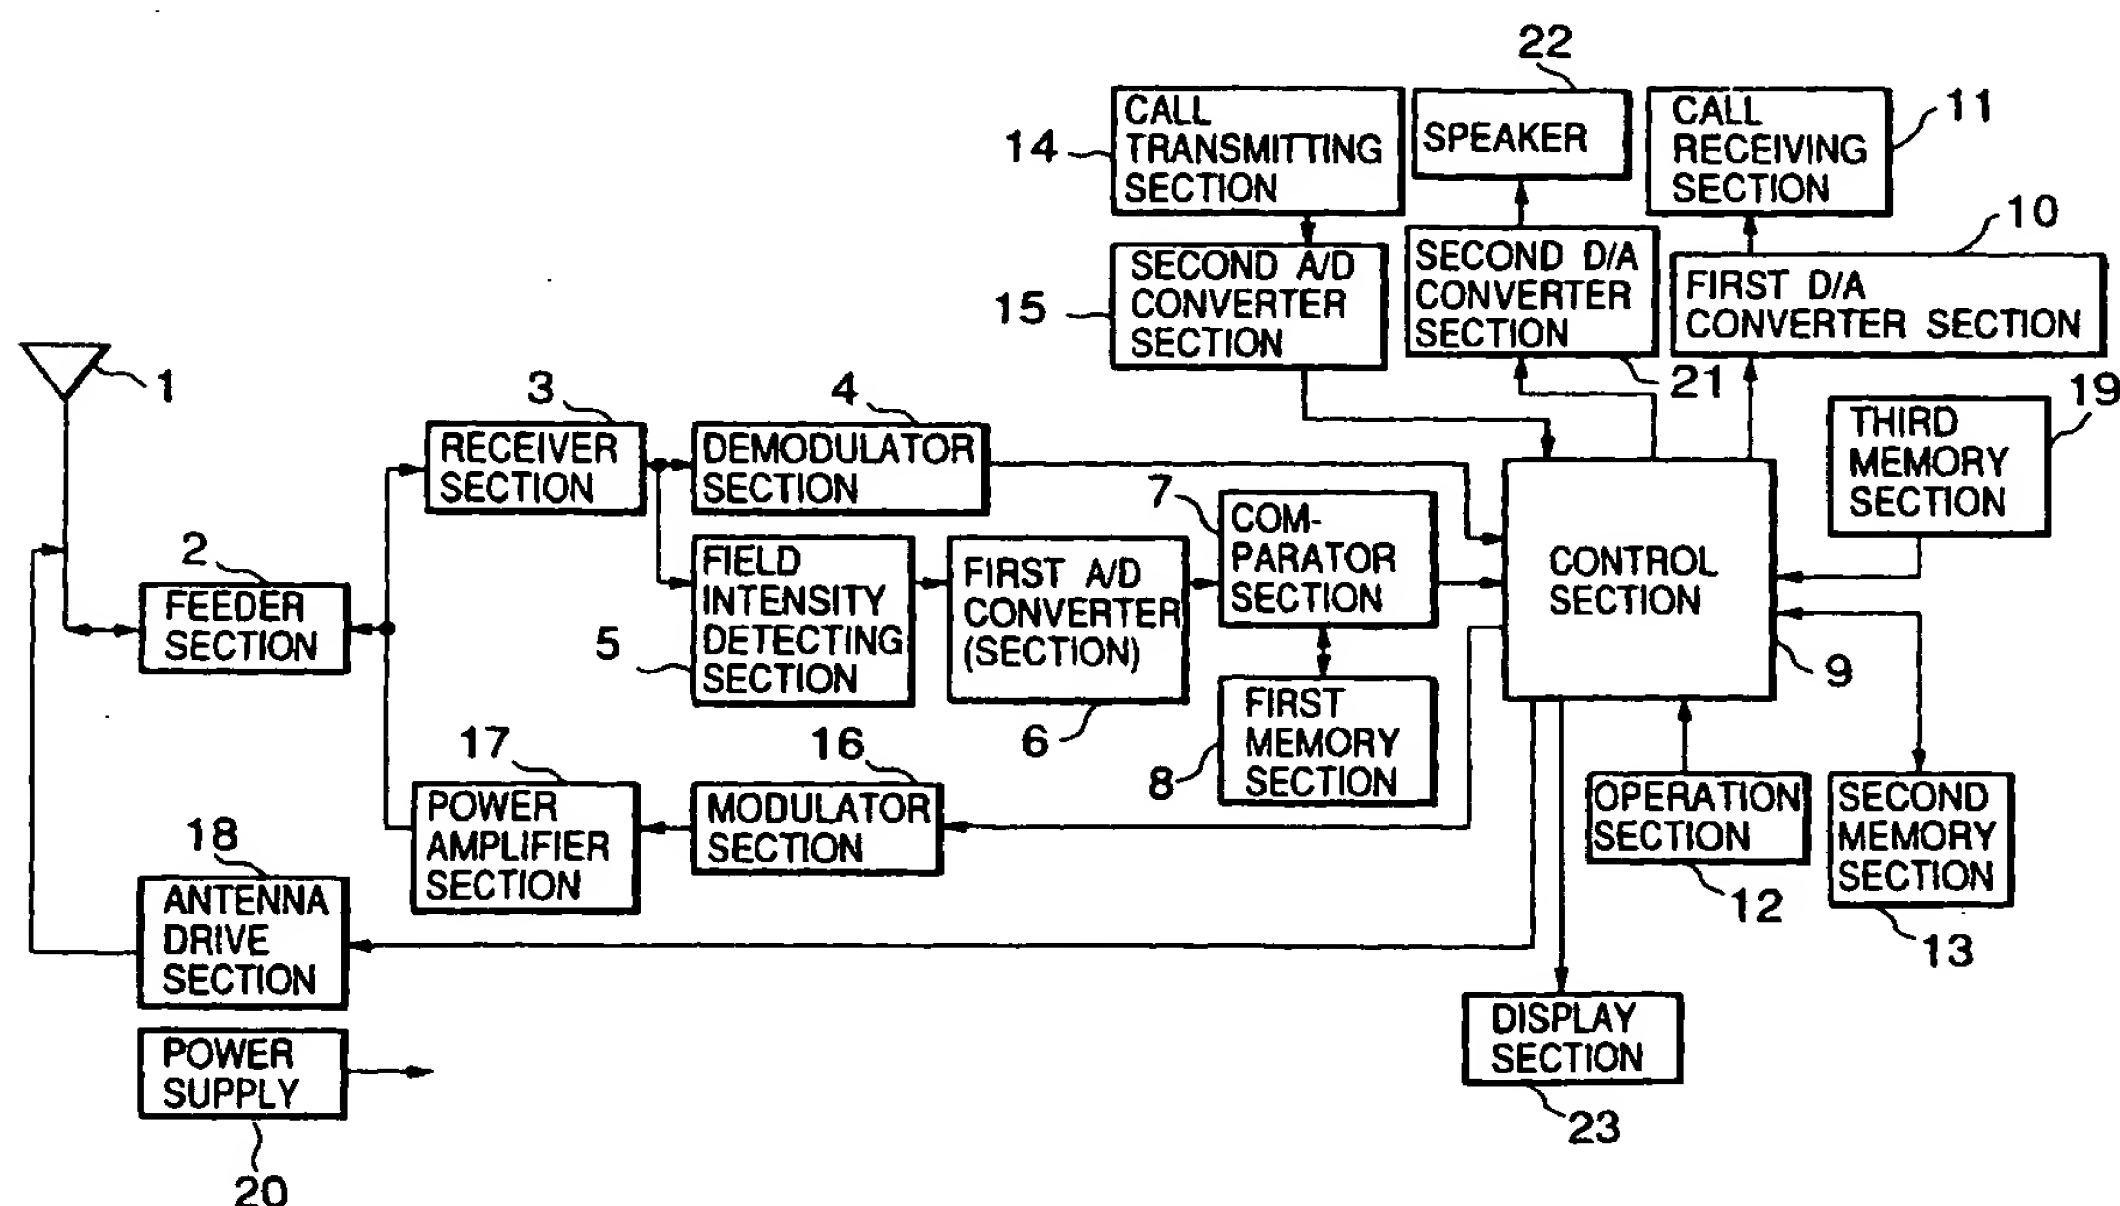 22
CALL
TRANSMITTING
SECTION
14
SPEAKER
CALL
RECEIVING
SECTION
11
10
SECOND A/D
CONVERTER
SECTION
15
SECOND D/A
CONVERTER
SECTION
21
FIRST D/A
CONVERTER SECTION
1
3
RECEIVER
SECTION
4
DEMODULATOR
SECTION
19
THIRD
MEMORY
SECTION
7
COM-
PARATOR
SECTION
2
FEEDER
SECTION
5
FIELD
INTENSITY
DETECTING
SECTION
FIRST A/D
CONVERTER
(SECTION)
6
CONTROL
SECTION
9
FIRST
MEMORY
SECTION
8
17
POWER
AMPLIFIER
SECTION
16
MODULATOR
SECTION
OPERATION
SECTION
12
SECOND
MEMORY
SECTION
13
18
ANTENNA
DRIVE
SECTION
DISPLAY
SECTION
23
POWER
SUPPLY
20